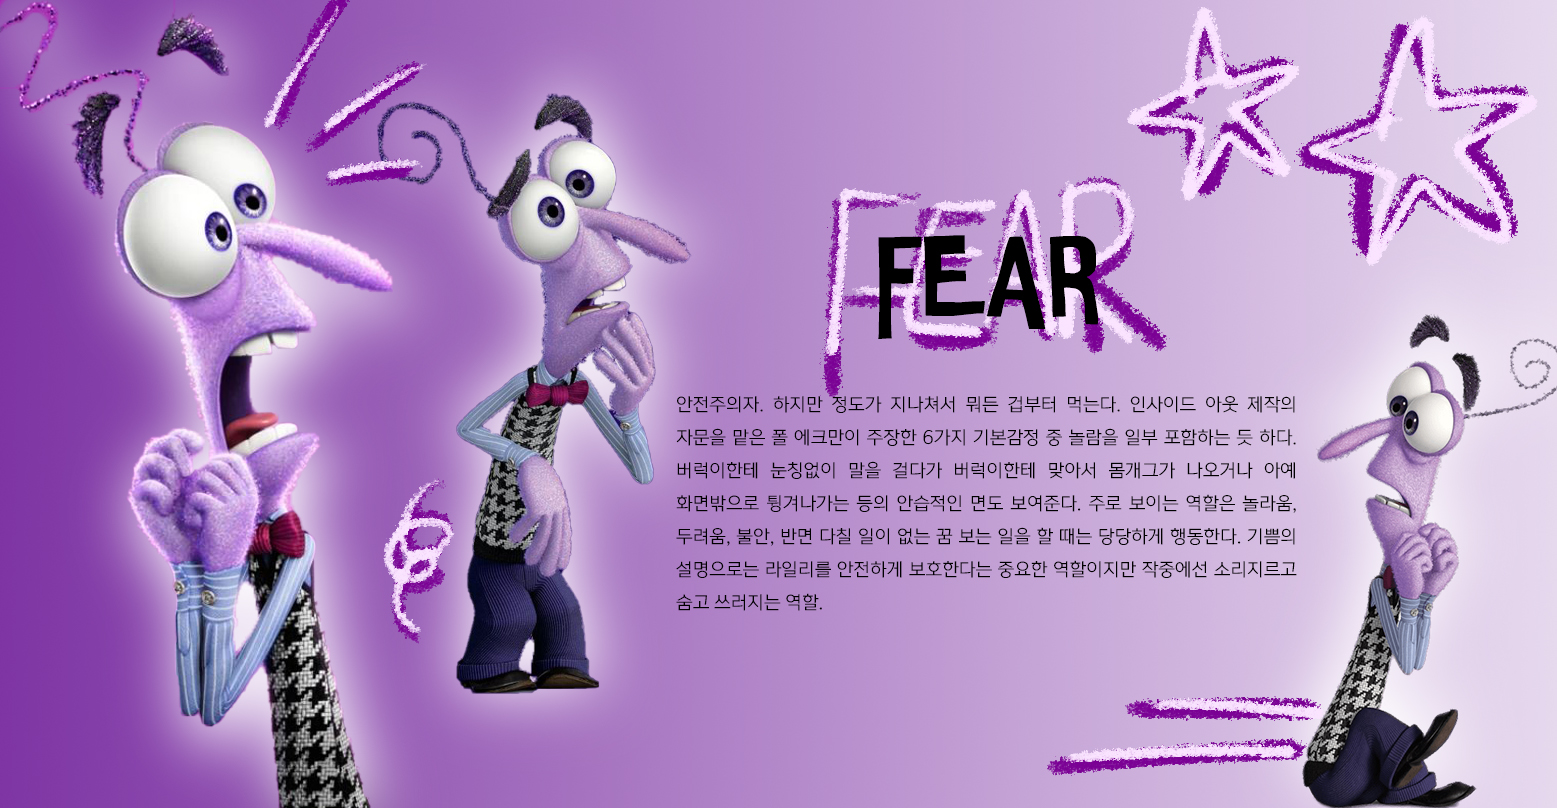 FEAR
FEAR
안전주의자. 하지만 정도가 지나쳐서 뭐든 겁부터 먹는다. 인사이드 아웃 제작의
자문을 맡은 폴 에크만이 주장한 6가지 기본감정 중 놀람을 일부 포함하는 듯 하다.
버럭이한테 눈칭없이 말을 걸다가 버럭이한테 맞아서 몸개그가 나오거나 아예
화면밖으로 튕겨나가는 등의 안습적인 면도 보여준다. 주로 보이는 역할은 놀라움,
두려움, 불안, 반면 다칠 일이 없는 꿈 보는 일을 할 때는 당당하게 행동한다. 기쁨의
설명으로는 라일리를 안전하게 보호한다는 중요한 역할이지만 작중에선 소리지르고
숨고 쓰러지는 역할.